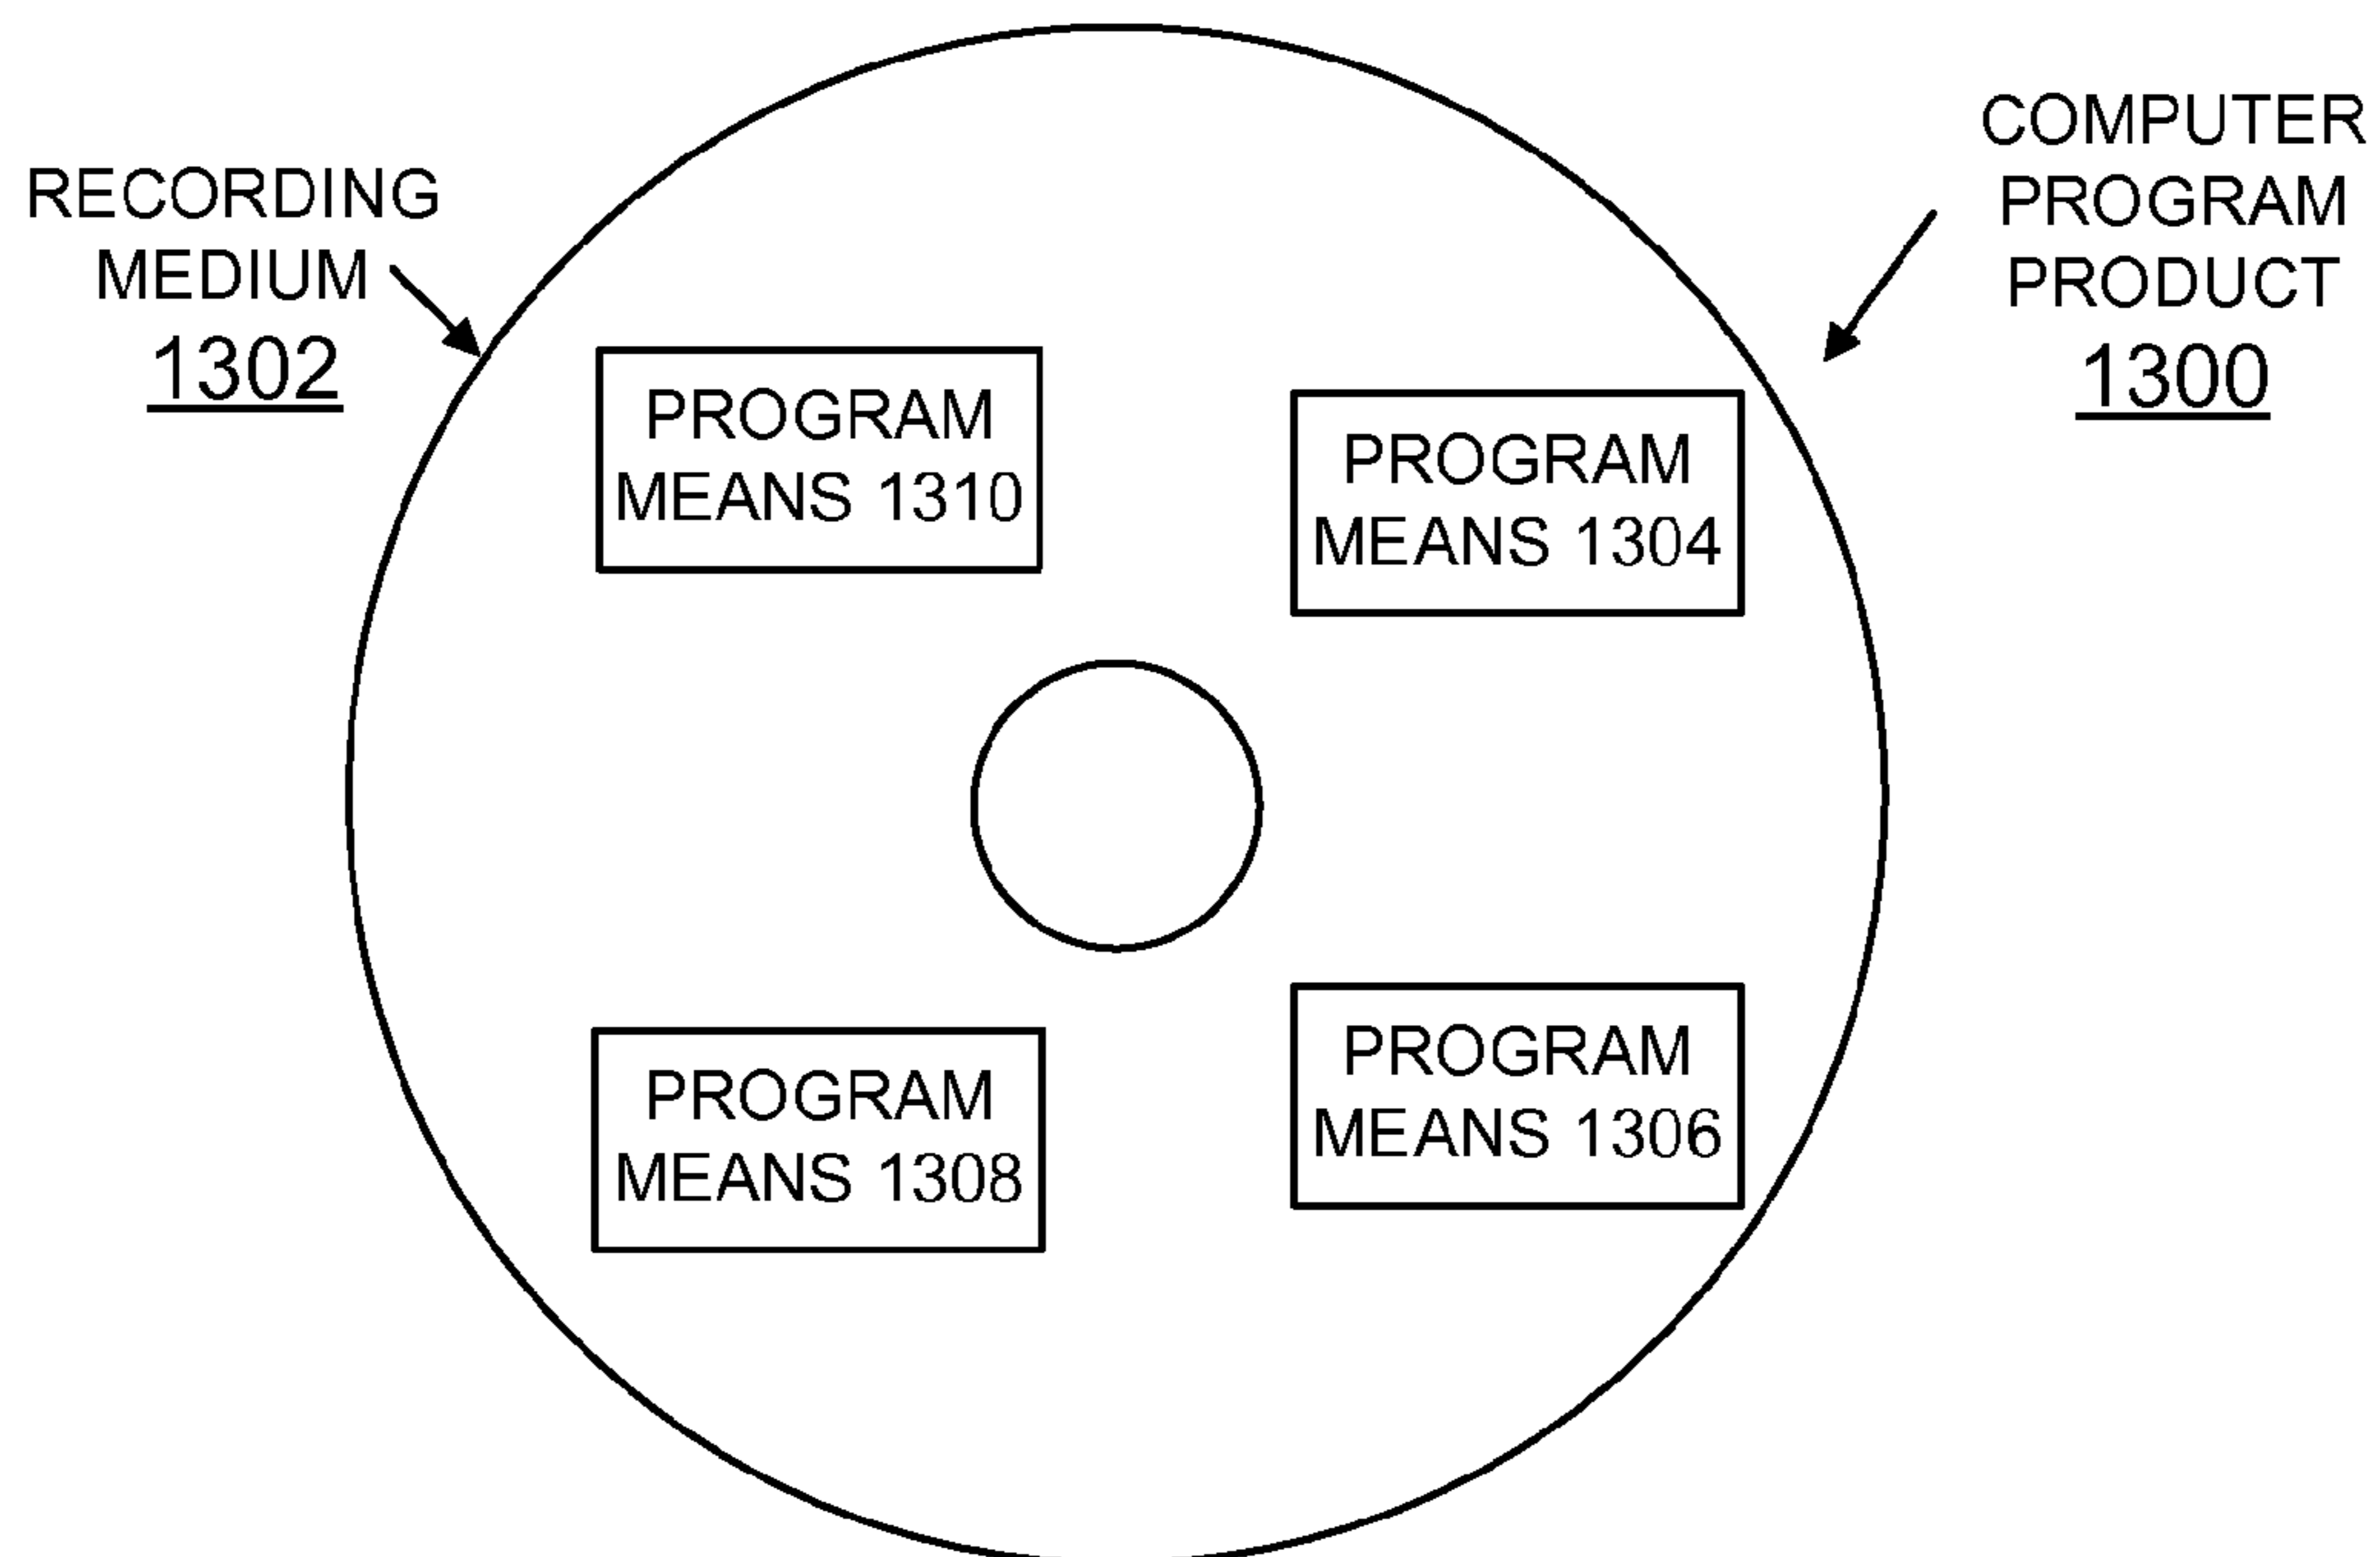 RECORDING
MEDIUM
1302
COMPUTER
PROGRAM
PRODUCT
1300
PROGRAM
MEANS 1310
PROGRAM
MEANS 1304
PROGRAM
MEANS 1308
PROGRAM
MEANS 1306